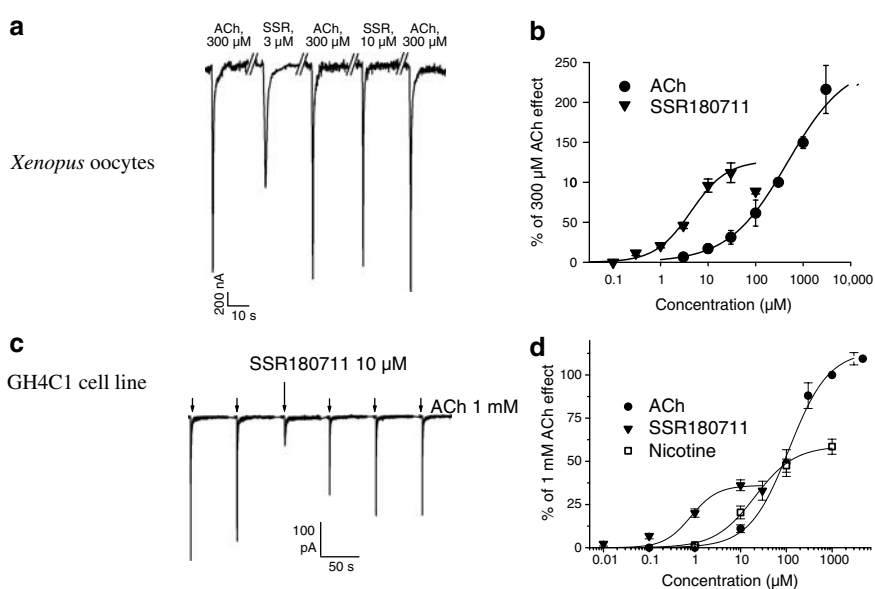 a
ACh, SSR, ACh, SSR, ACh,
300 µM 3 µM 300 µM 10 µM 300 µM
Xenopus oocytes
200 nA
10 s
b
ACh
SSR180711
% of 300 µM ACh effect
250
200
150
10
50
0
0.1 1 10 100 1000 10,000
Concentration (µM)
c
GH4C1 cell line
SSR180711 10 µM
ACh 1 mM
100
pA
50 s
d
ACh
SSR180711
Nicotine
% of 1 mM ACh effect
100
75
50
25
0
0.01 0.1 1 10 100 1000
Concentration (µM)